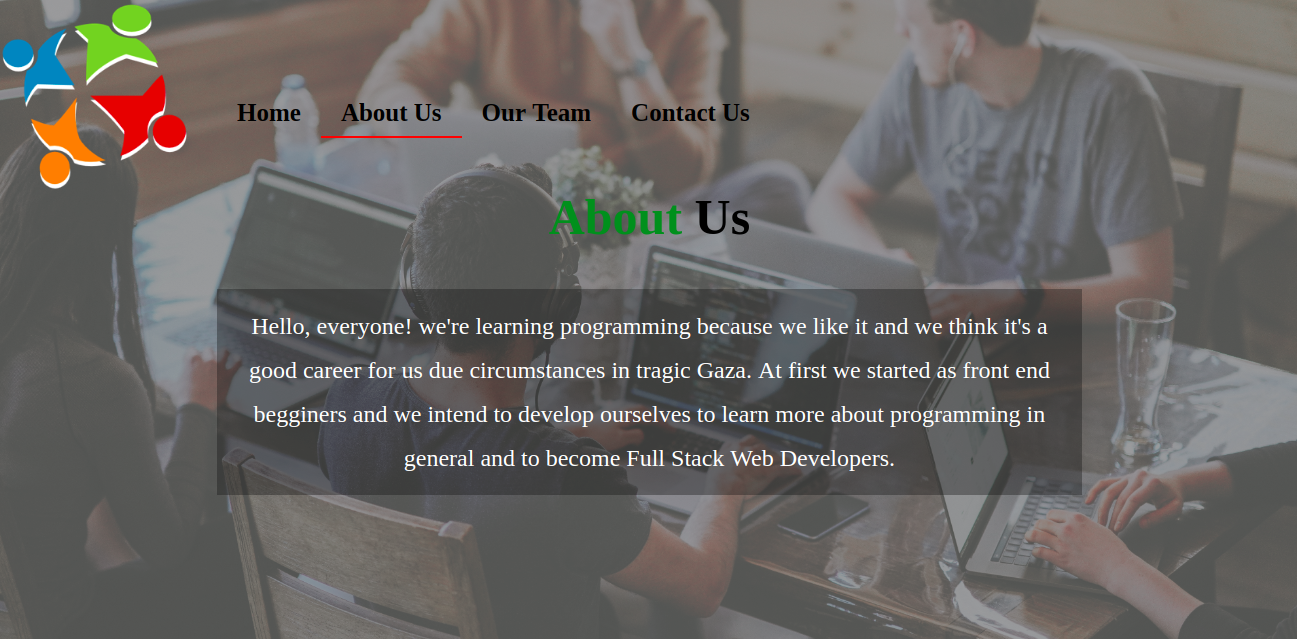 Home About Us Our Team Contact Us
About Us
Hello, everyone! we're learning programming because we like it and we think it's a
good career for us due circumstances in tragic Gaza. At first we started as front end
begginers and we intend to develop ourselves to learn more about programming in
general and to become Full Stack Web Developers.